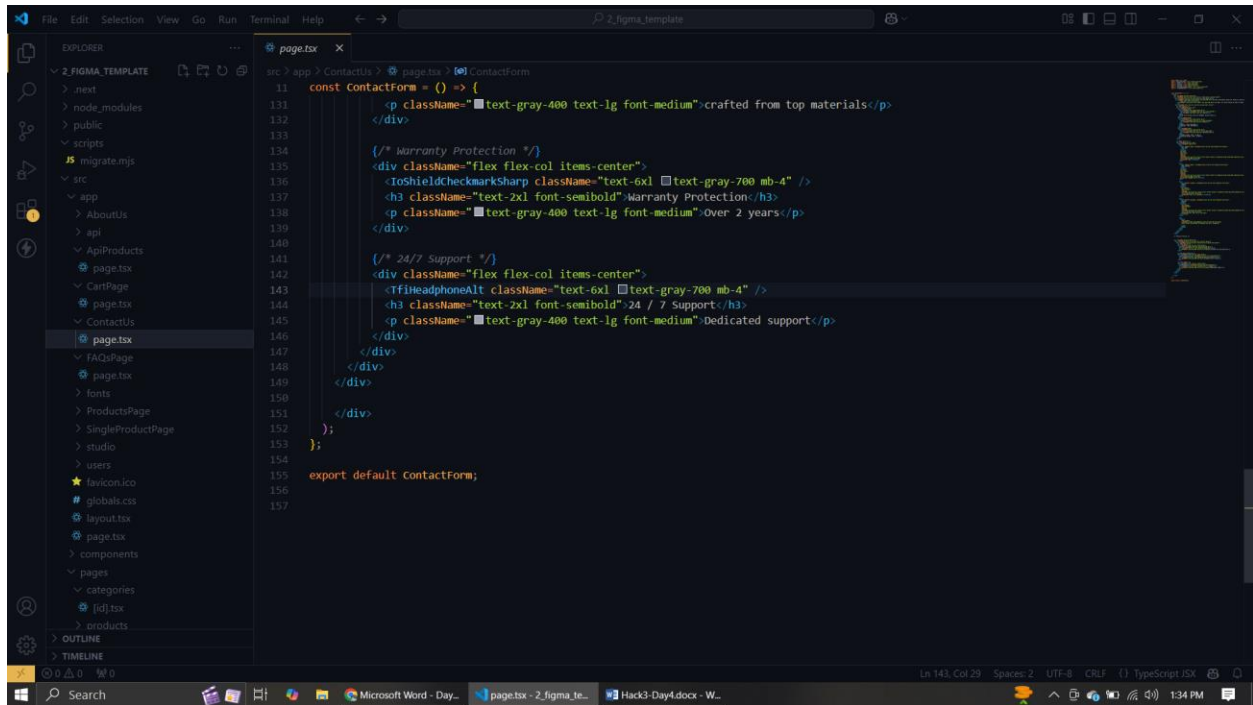 File Edit Selection View Go Run Terminal Help
2_figma_template
EXPLORER
2_FIGMA_TEMPLATE
.next
node_modules
public
scripts
JS migrate.mjs
src
app
AboutUs
api
ApiProducts
page.tsx
CartPage
page.tsx
ContactUs
page.tsx
FAQsPage
page.tsx
fonts
ProductsPage
SingleProductPage
studio
users
favicon.ico
# globals.css
layout.tsx
page.tsx
components
pages
categories
[id].tsx
products
OUTLINE
TIMELINE
page.tsx
src > app > ContactUs > page.tsx > ContactForm
11 const ContactForm = () => {
131 <p className="text-gray-400 text-lg font-medium">crafted from top materials</p>
132 </div>
133
134 {/* Warranty Protection */}
135 <div className="flex flex-col items-center">
136 <IoShieldCheckmarkSharp className="text-6xl text-gray-700 mb-4" />
137 <h3 className="text-2xl font-semibold">Warranty Protection</h3>
138 <p className="text-gray-400 text-lg font-medium">Over 2 years</p>
139 </div>
140
141 {/* 24/7 Support */}
142 <div className="flex flex-col items-center">
143 <TfiHeadphoneAlt className="text-6xl text-gray-700 mb-4" />
144 <h3 className="text-2xl font-semibold">24 / 7 Support</h3>
145 <p className="text-gray-400 text-lg font-medium">Dedicated support</p>
146 </div>
147 </div>
148 </div>
149 </div>
150
151 </div>
152 );
153 };
154
155 export default ContactForm;
156
157
0 0 0
Ln 143, Col 29 Spaces: 2 UTF-8 CRLF {} TypeScript JSX
Search
Microsoft Word - Day...
page.tsx - 2_figma_te...
Hack3-Day4.docx - W...
1:34 PM